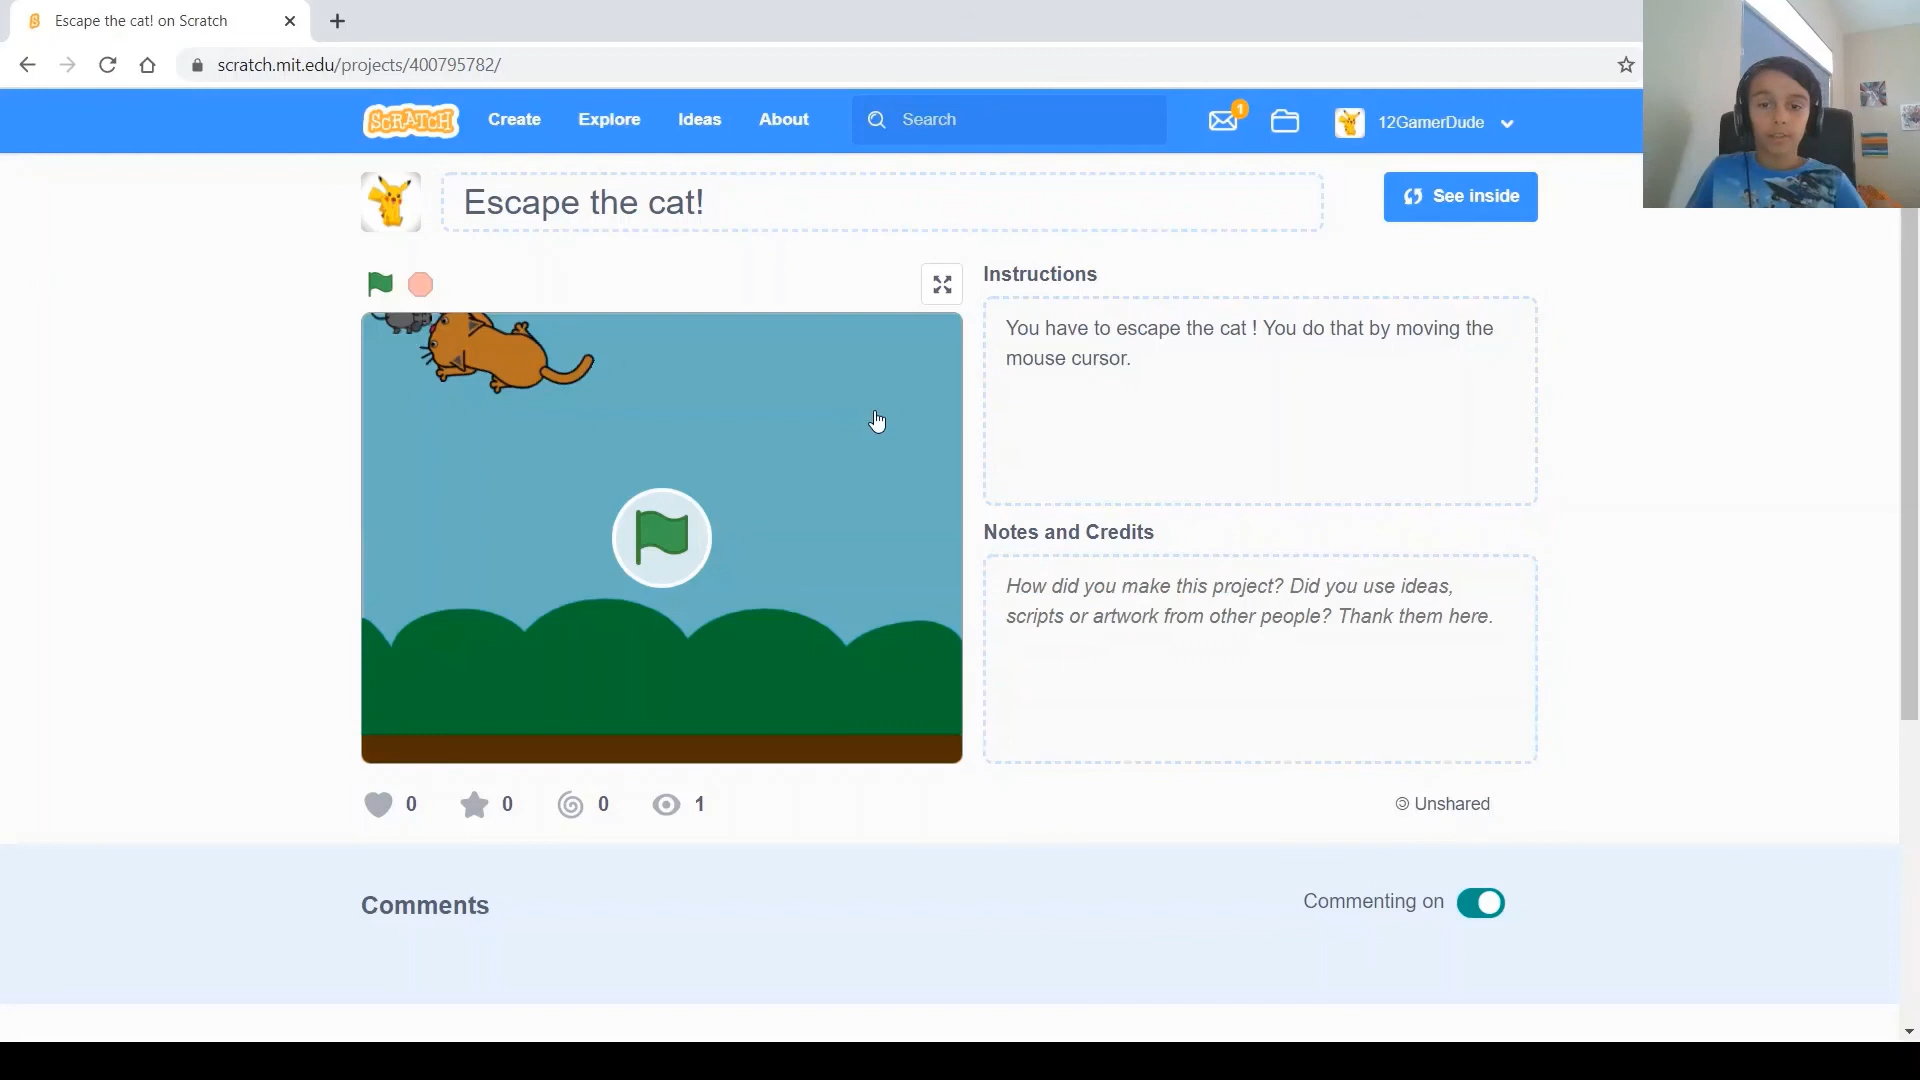 Escape the cat! on Scratch
scratch.mit.edu/projects/400795782/
SCRATCH
Create
Explore
Ideas
About
Search
1
12GamerDude
Escape the cat!
See inside
Instructions
You have to escape the cat ! You do that by moving the
mouse cursor.
Notes and Credits
How did you make this project? Did you use ideas,
scripts or artwork from other people? Thank them here.
0
0
0
1
Unshared
Comments
Commenting on